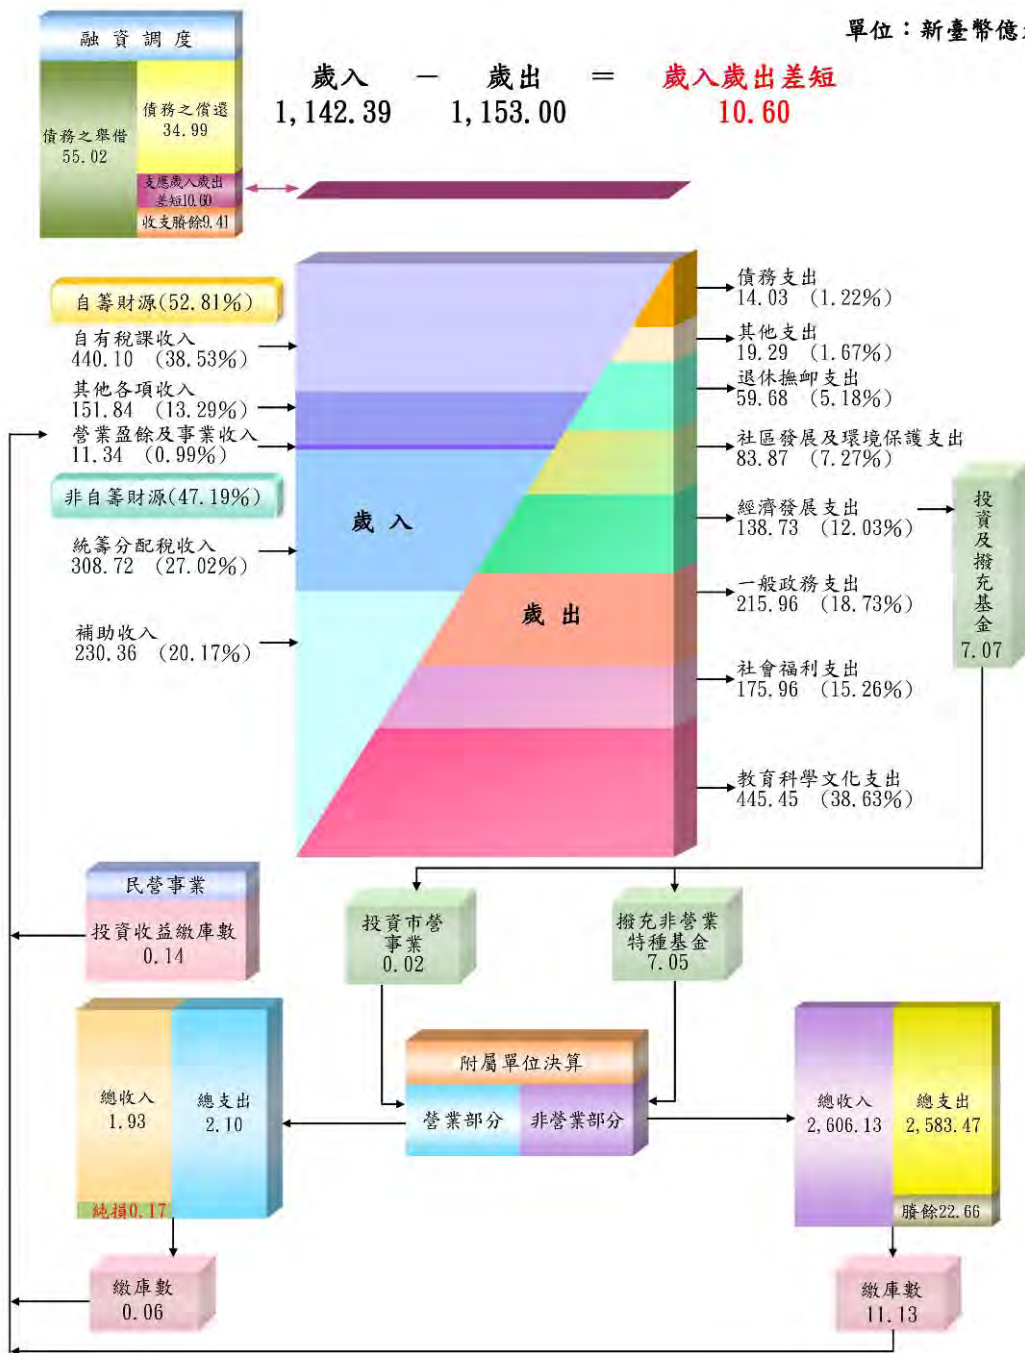 融資調度
單位：新臺幣億
債務之舉借
55.02
債務之償還
34.99
支應歲入歲出
差短10.60
收支賸餘9.41
歲入 － 歲出 ＝ 歲入歲出差短
1,142.39 1,153.00 10.60
自籌財源(52.81%)
自有稅課收入
440.10 (38.53%)
其他各項收入
151.84 (13.29%)
營業盈餘及事業收入
11.34 (0.99%)
非自籌財源(47.19%)
統籌分配稅收入
308.72 (27.02%)
補助收入
230.36 (20.17%)
歲入
歲出
債務支出
14.03 (1.22%)
其他支出
19.29 (1.67%)
退休撫卹支出
59.68 (5.18%)
社區發展及環境保護支出
83.87 (7.27%)
經濟發展支出
138.73 (12.03%)
一般政務支出
215.96 (18.73%)
社會福利支出
175.96 (15.26%)
教育科學文化支出
445.45 (38.63%)
投資及撥充基金
7.07
民營事業
投資收益繳庫數
0.14
投資市營
事業
0.02
撥充非營業
特種基金
7.05
附屬單位決算
營業部分
非營業部分
總收入
1.93
總支出
2.10
純損0.17
總收入
2,606.13
總支出
2,583.47
賸餘22.66
繳庫數
0.06
繳庫數
11.13